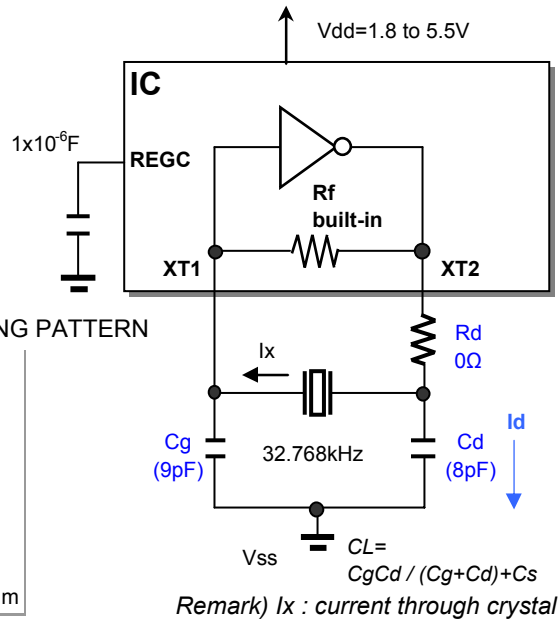 Vdd=1.8 to 5.5V
IC
1x10⁻⁶F
REGC
Rf
built-in
XT1
XT2
NG PATTERN
Rd
0Ω
Ix
Id
Cg
(9pF)
32.768kHz
Cd
(8pF)
Vss
CL=
CgCd / (Cg+Cd)+Cs
m
Remark) Ix : current through crystal